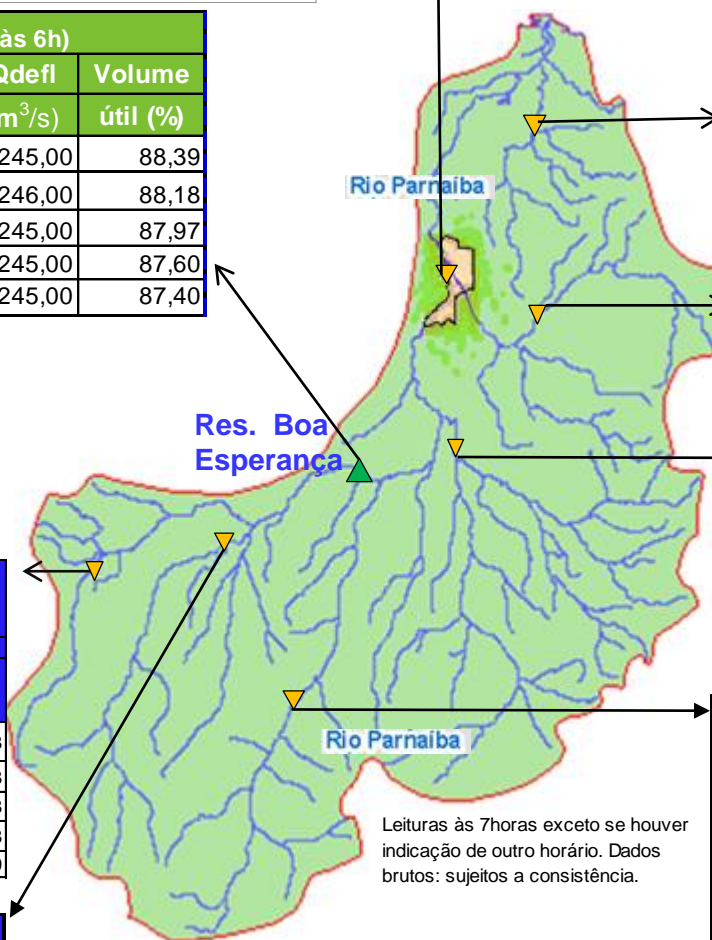 às 6h)
Qdefl Volume
m³/s) útil (%)
245,00 88,39
246,00 88,18
245,00 87,97
245,00 87,60
245,00 87,40
Rio Parnaíba
Res. Boa
Esperança
Rio Parnaíba
Leituras às 7horas exceto se houver
indicação de outro horário. Dados
brutos: sujeitos a consistência.